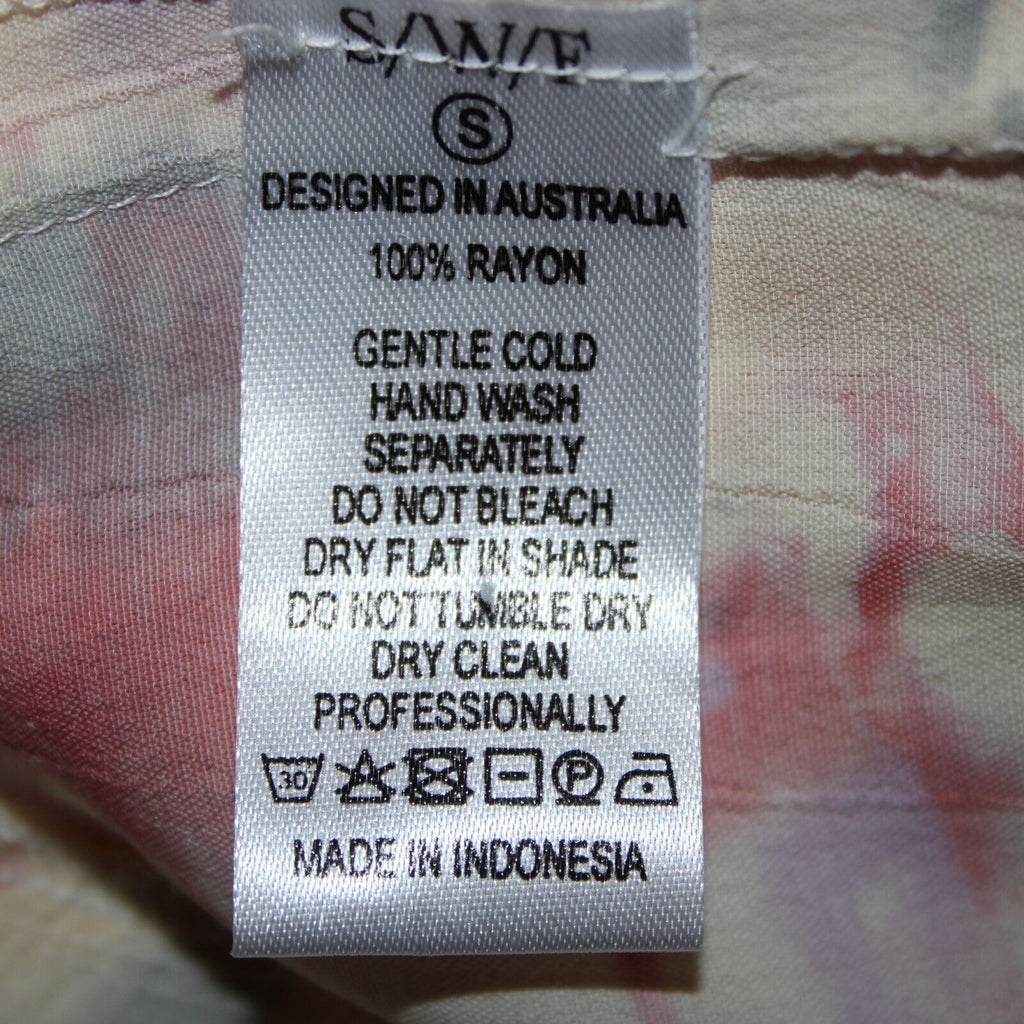 S/W/F
S
DESIGNED IN AUSTRALIA
100% RAYON
GENTLE COLD
HAND WASH
SEPARATELY
DO NOT BLEACH
DRY FLAT IN SHADE
DO NOT TUMBLE DRY
DRY CLEAN
PROFESSIONALLY
30 P
MADE IN INDONESIA